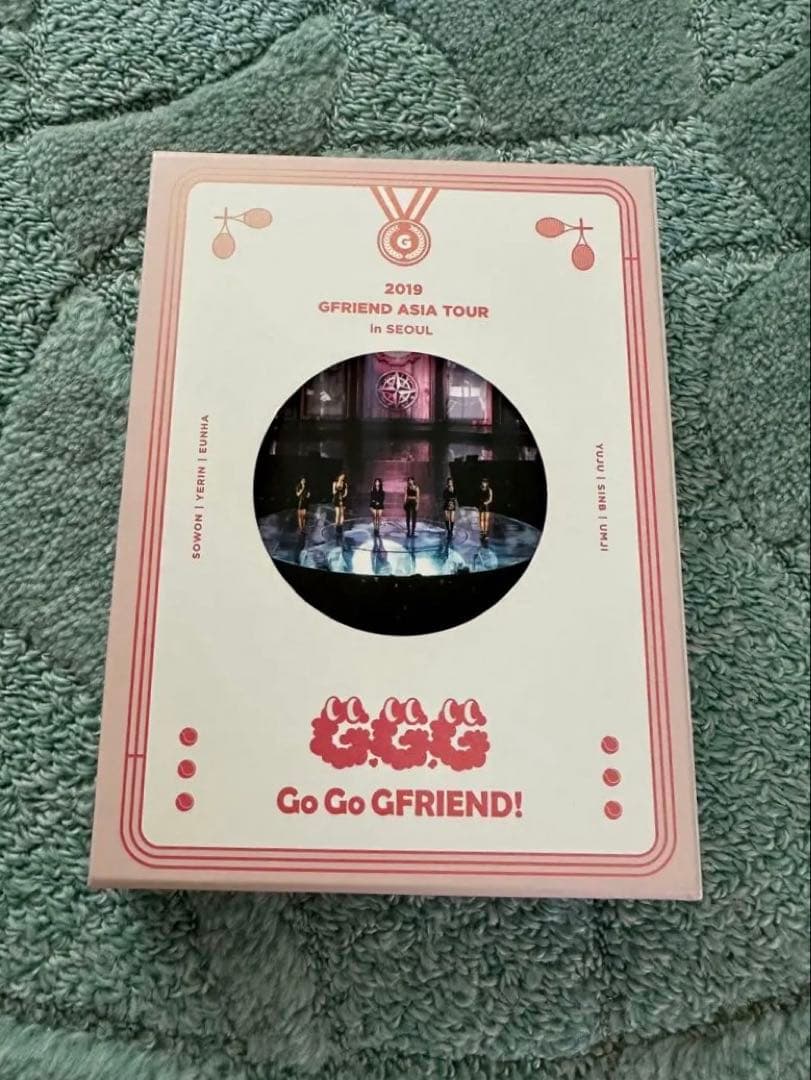 G
2019
GFRIEND ASIA TOUR
in SEOUL
SOWON | YERIN | EUNHA
YUJU | SINB | UMJI
G.G.G
Go Go GFRIEND!